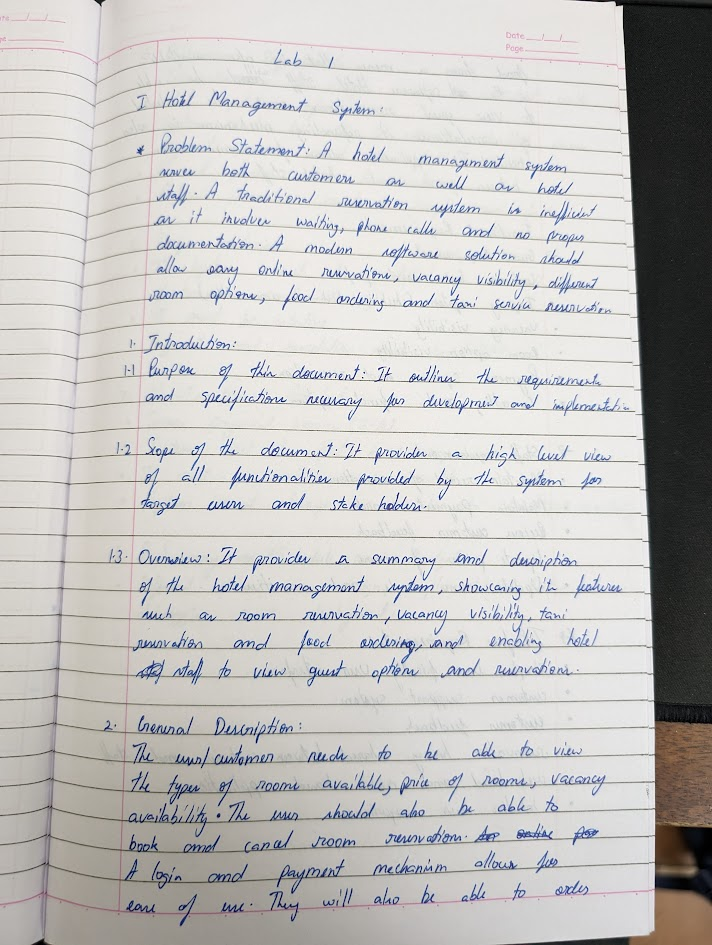 Date __/__/__
Page
Lab 1
I Hotel Management System:
* Problem Statement: A hotel management system
serves both customers as well as hotel
staff. A traditional reservation system is inefficient
as it involves waiting, phone calls and no proper
documentation. A modern software solution should
allow easy online reservations, vacancy visibility, different
room options, food ordering and taxi service reservation
1. Introduction:
1.1 Purpose of this document: It outlines the requirements
and specifications necessary for development and implementation
1.2 Scope of the document: It provides a high level view
of all functionalities provided by the system for
target users and stake holders.
1.3. Overview: It provides a summary and description
of the hotel management system, showcasing its features
such as room reservation, vacancy visibility, taxi
reservation and food ordering, and enabling hotel
staff to view guest options and reservations.
2. General Description:
The user/customer needs to be able to view
the types of rooms available, price of rooms, vacancy
availability. The user should also be able to
book and cancel room reservation.
A login and payment mechanism allows for
ease of use. They will also be able to order